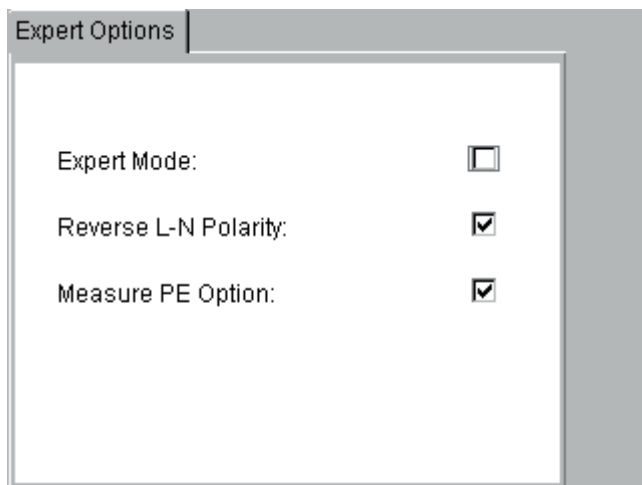 Expert Options
Expert Mode:
Reverse L-N Polarity:
Measure PE Option: